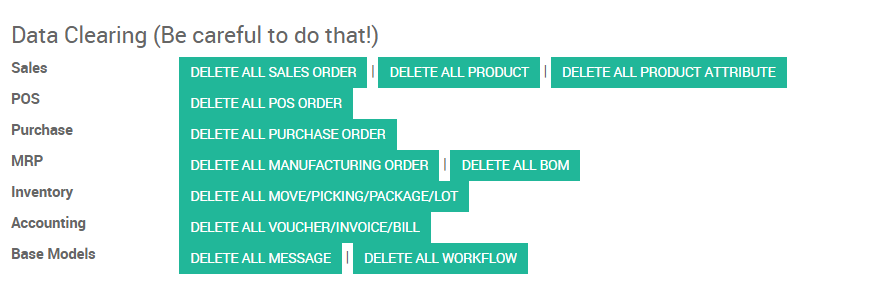 Data Clearing (Be careful to do that!)
Sales DELETE ALL SALES ORDER | DELETE ALL PRODUCT | DELETE ALL PRODUCT ATTRIBUTE
POS DELETE ALL POS ORDER
Purchase DELETE ALL PURCHASE ORDER
MRP DELETE ALL MANUFACTURING ORDER | DELETE ALL BOM
Inventory DELETE ALL MOVE/PICKING/PACKAGE/LOT
Accounting DELETE ALL VOUCHER/INVOICE/BILL
Base Models DELETE ALL MESSAGE | DELETE ALL WORKFLOW